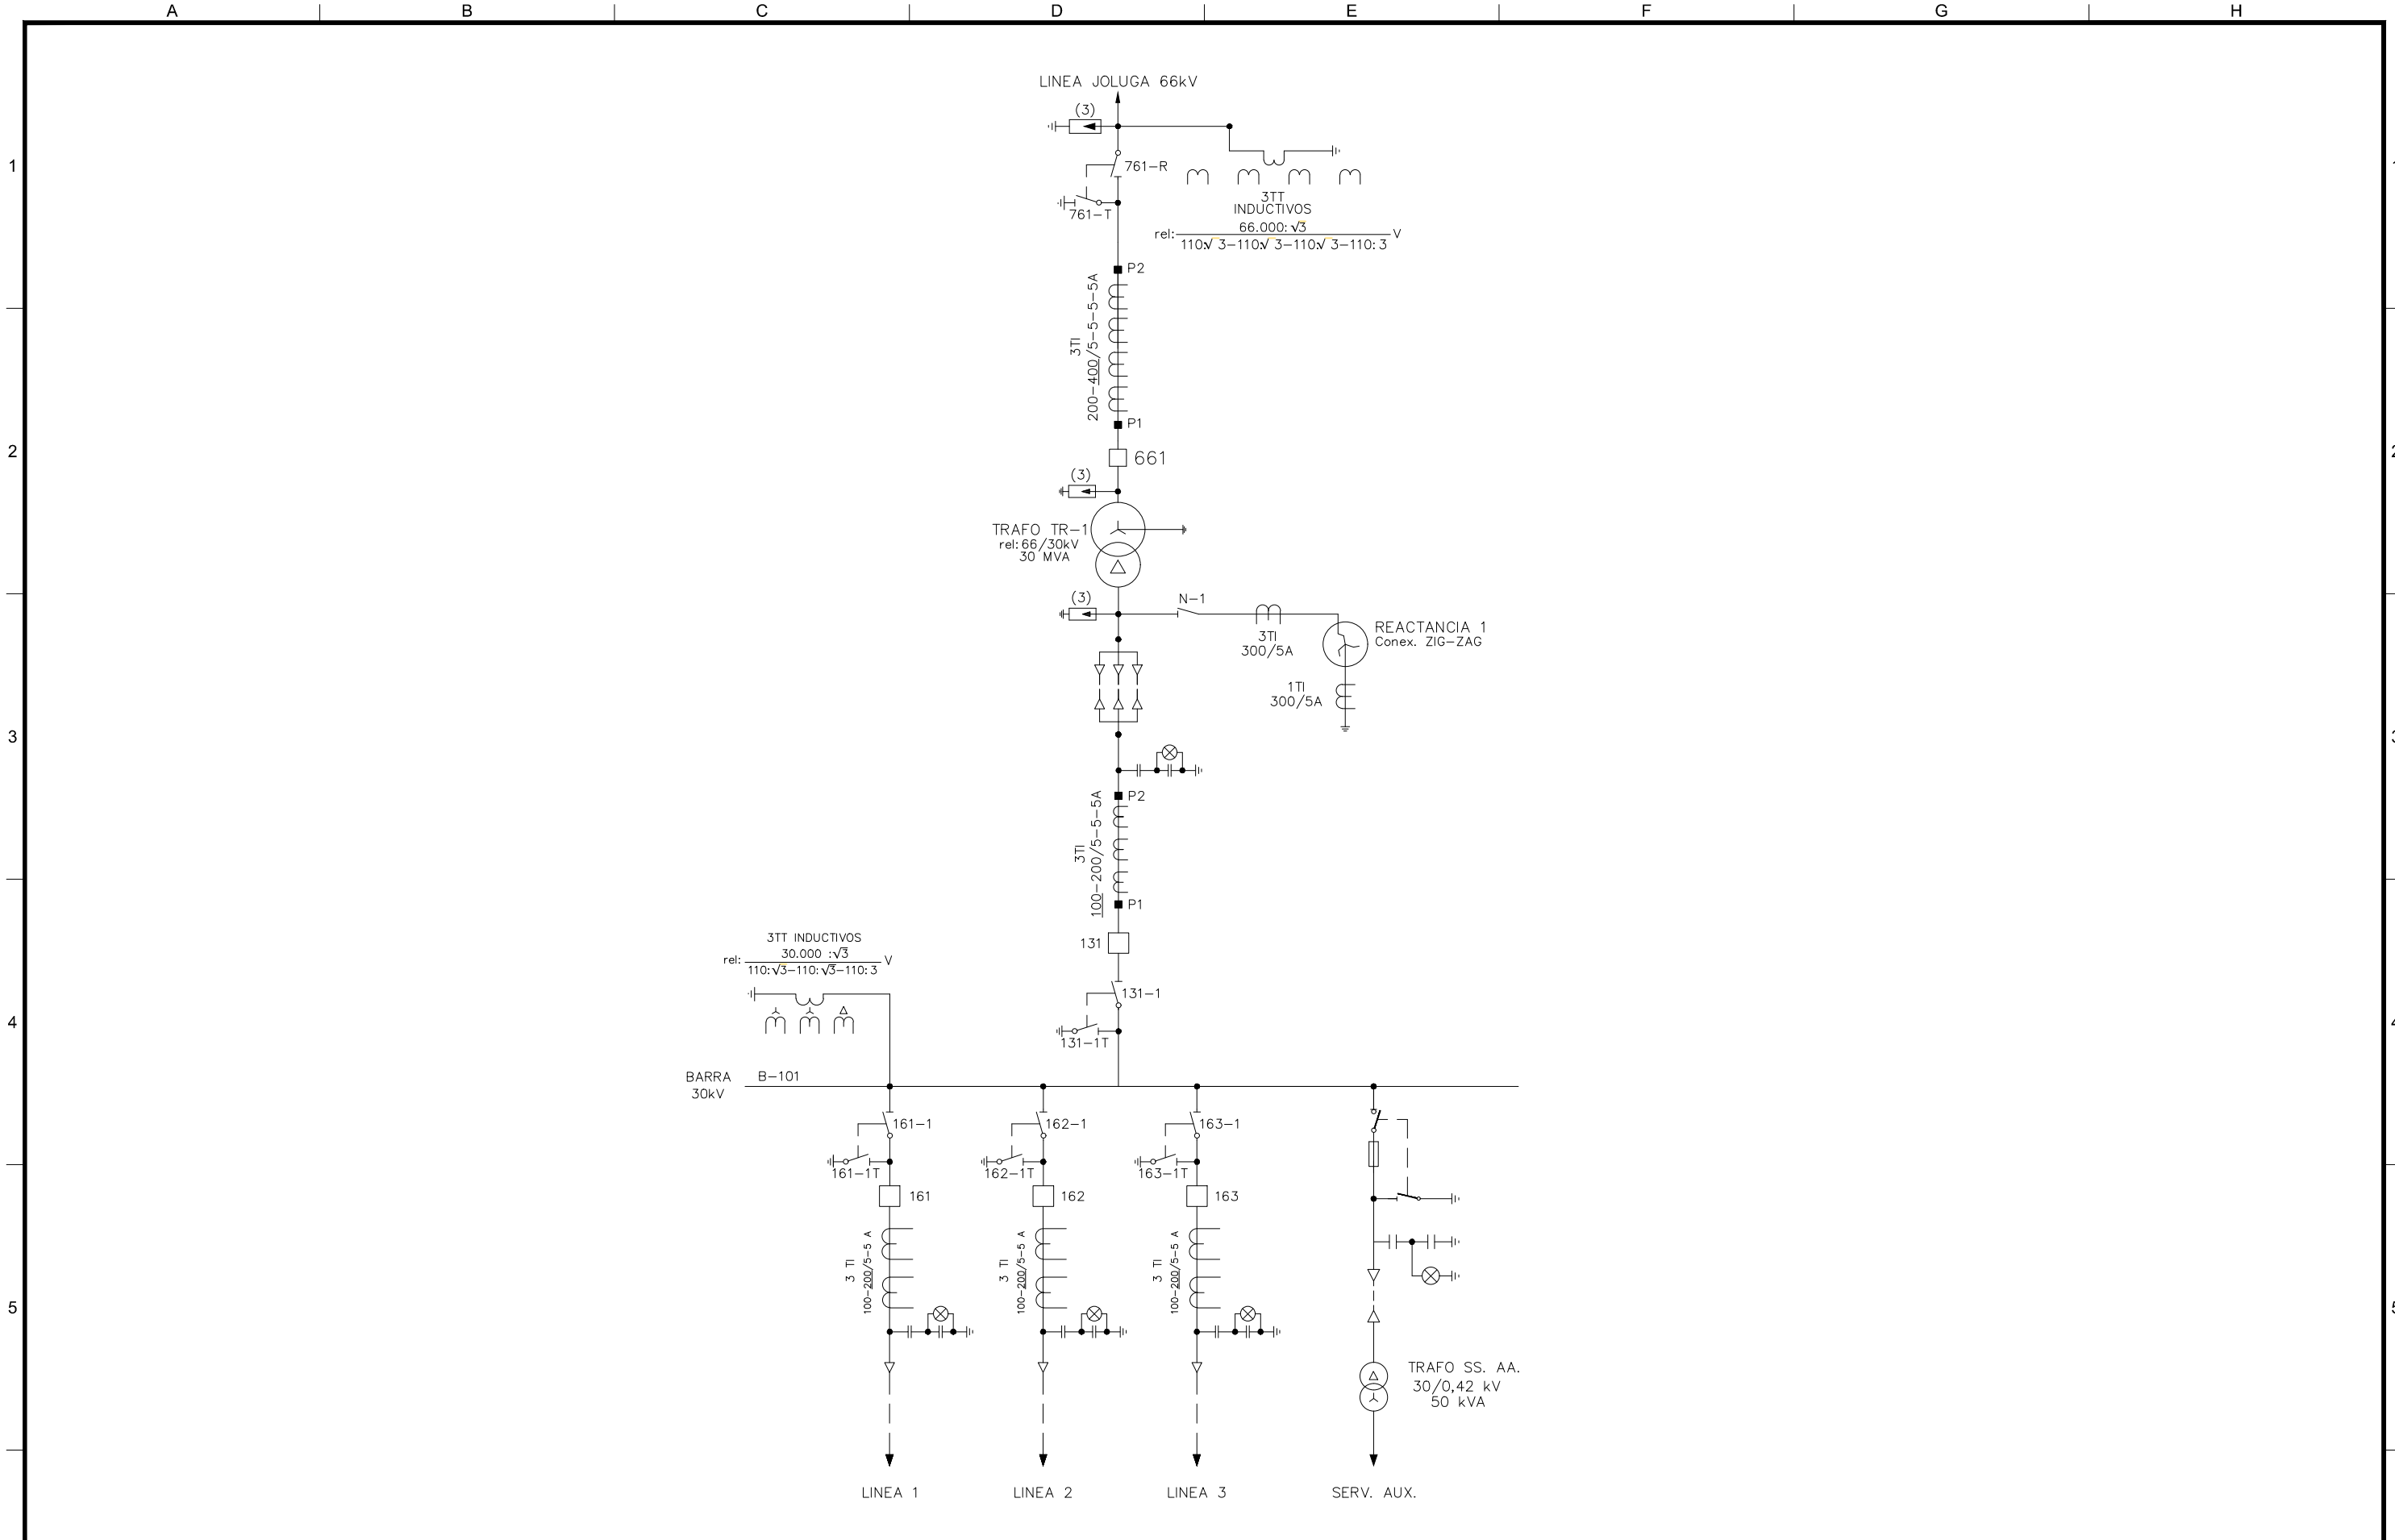 A B C D E F G H
1
2
3
4
5
LINEA JOLUGA 66kV
(3)
761-R
761-T
3TT
INDUCTIVOS
66.000:√3
rel: V
110:√3-110:√3-110:√3-110:3
P2
3TI
200-400/5-5-5-5A
P1
661
(3)
TRAFO TR-1
rel:66/30kV
30 MVA
(3)
N-1
3TI
300/5A
REACTANCIA 1
Conex. ZIG-ZAG
1TI
300/5A
P2
3TI
100-200/5-5-5-5A
P1
131
3TT INDUCTIVOS
30.000 :√3
rel: V
110:√3-110:√3-110:3
131-1
131-1T
BARRA B-101
30kV
161-1
161-1T
161
3 TI
100-200/5-5 A
162-1
162-1T
162
3 TI
100-200/5-5 A
163-1
163-1T
163
3 TI
100-200/5-5 A
TRAFO SS. AA.
30/0,42 kV
50 kVA
LINEA 1
LINEA 2
LINEA 3
SERV. AUX.